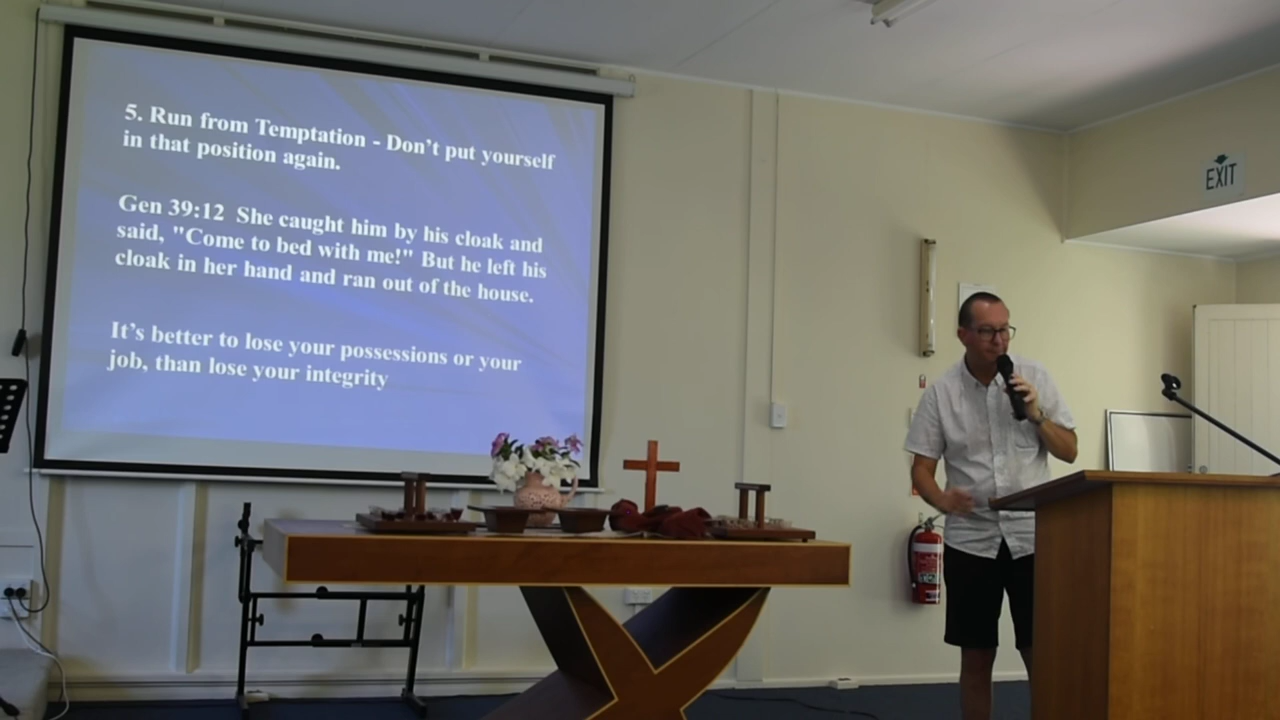 5. Run from Temptation - Don't put yourself
in that position again.
Gen 39:12 She caught him by his cloak and
said, "Come to bed with me!" But he left his
cloak in her hand and ran out of the house.
It's better to lose your possessions or your
job, than lose your integrity
EXIT